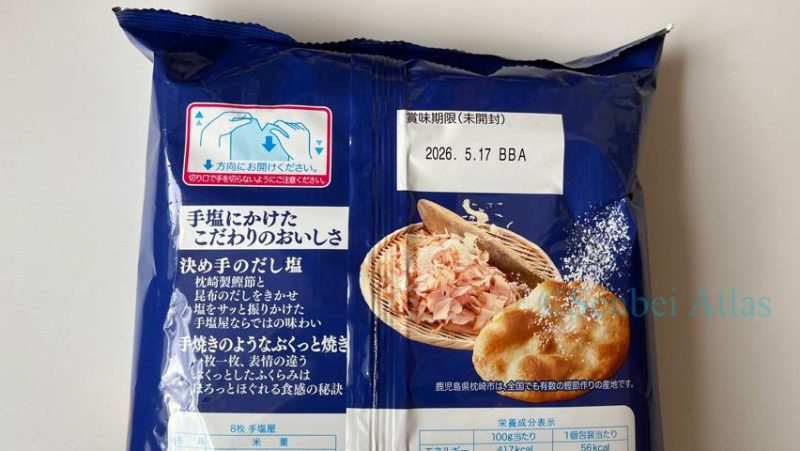 ↓方向にお開けください。
切り口で手を切らないようにご注意ください。
賞味期限(未開封)
2026. 5.17 BBA
手塩にかけた
こだわりのおいしさ
決め手のだし塩
枕崎製鰹節と
昆布のだしをきかせ
塩をサッと振りかけた
手塩屋ならではの味わい
手焼きのようなぷくっと焼き
一枚一枚、表情の違う
ぷくっとしたふくらみは
ほろっとほぐれる食感の秘訣
© Senbei Atlas
鹿児島県枕崎市は、全国でも有数の鰹節作りの産地です。
8枚 手塩屋
名 称 米菓
栄養成分表示
100g当たり 1個包装当たり
エネルギー 417kcal 56kcal